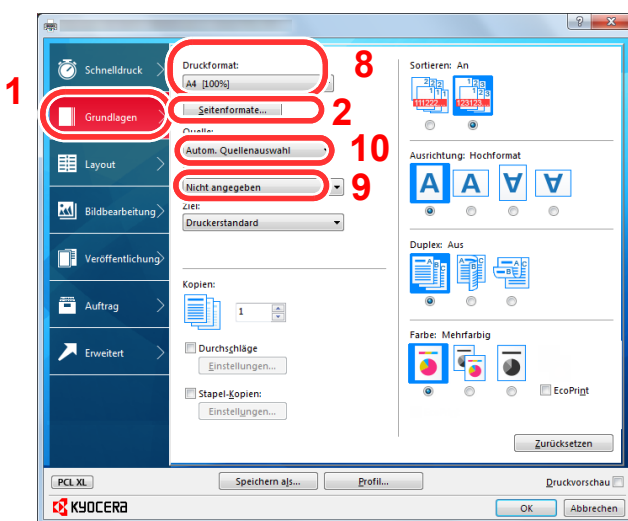 1
Schnelldruck
Grundlagen
Layout
Bildbearbeitung
Veröffentlichung
Auftrag
Erweitert
Druckformat:
8
A4 [100%]
Seitenformate...
2
Quelle:
Autom. Quellenauswahl
10
Nicht angegeben
9
Ziel:
Druckerstandard
Kopien:
1
Durchschläge
Einstellungen...
Stapel-Kopien:
Einstellungen...
Sortieren: An
111222 123123
Ausrichtung: Hochformat
A A A A
Duplex: Aus
A B C A B C A B C
Farbe: Mehrfarbig
EcoPrint
Zurücksetzen
PCL XL
Speichern als...
Profil...
Druckvorschau
KYOCERA
OK
Abbrechen